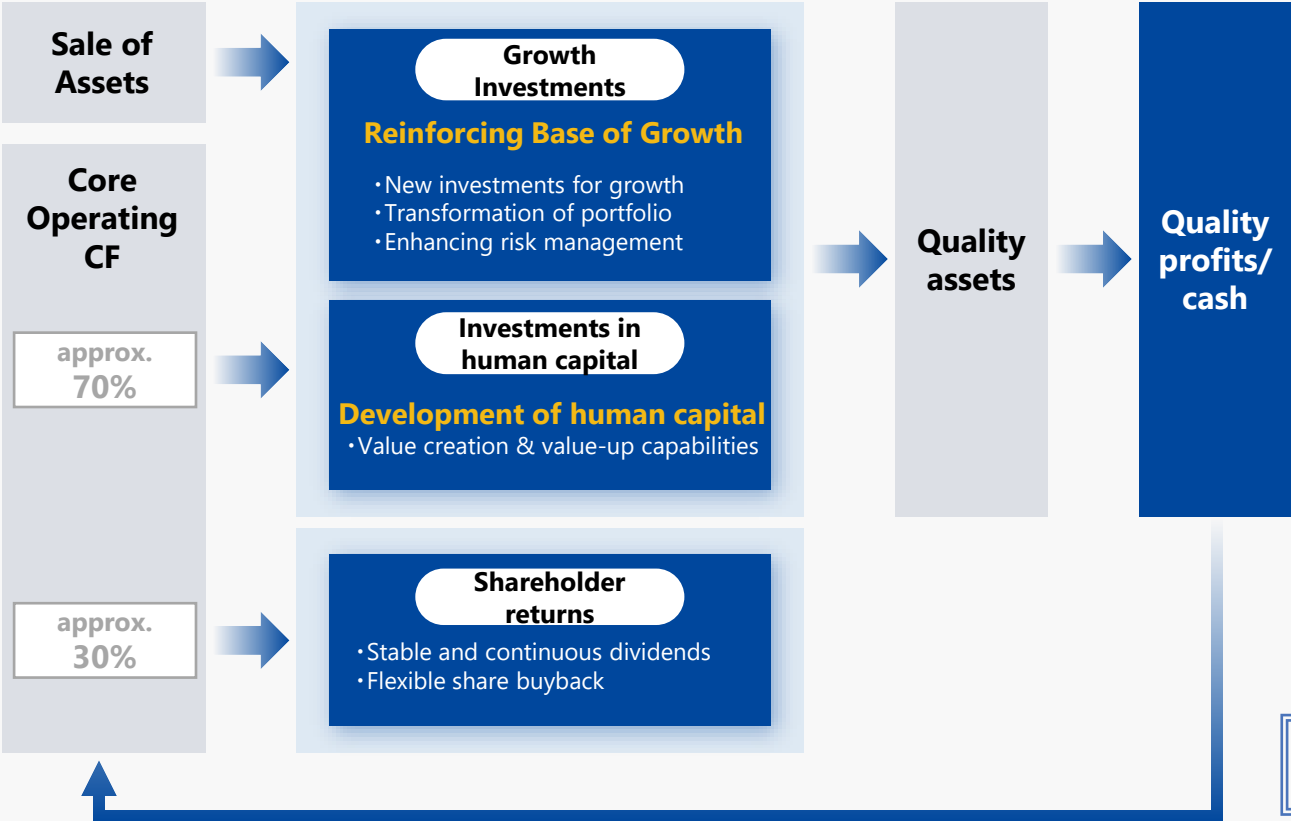 Sale of
Assets
Core
Operating
CF
approx.
70%
approx.
30%
Growth
Investments
Reinforcing Base of Growth
・New investments for growth
・Transformation of portfolio
・Enhancing risk management
Investments in
human capital
Development of human capital
・Value creation & value-up capabilities
Shareholder
returns
・Stable and continuous dividends
・Flexible share buyback
Quality
assets
Quality
profits/
cash